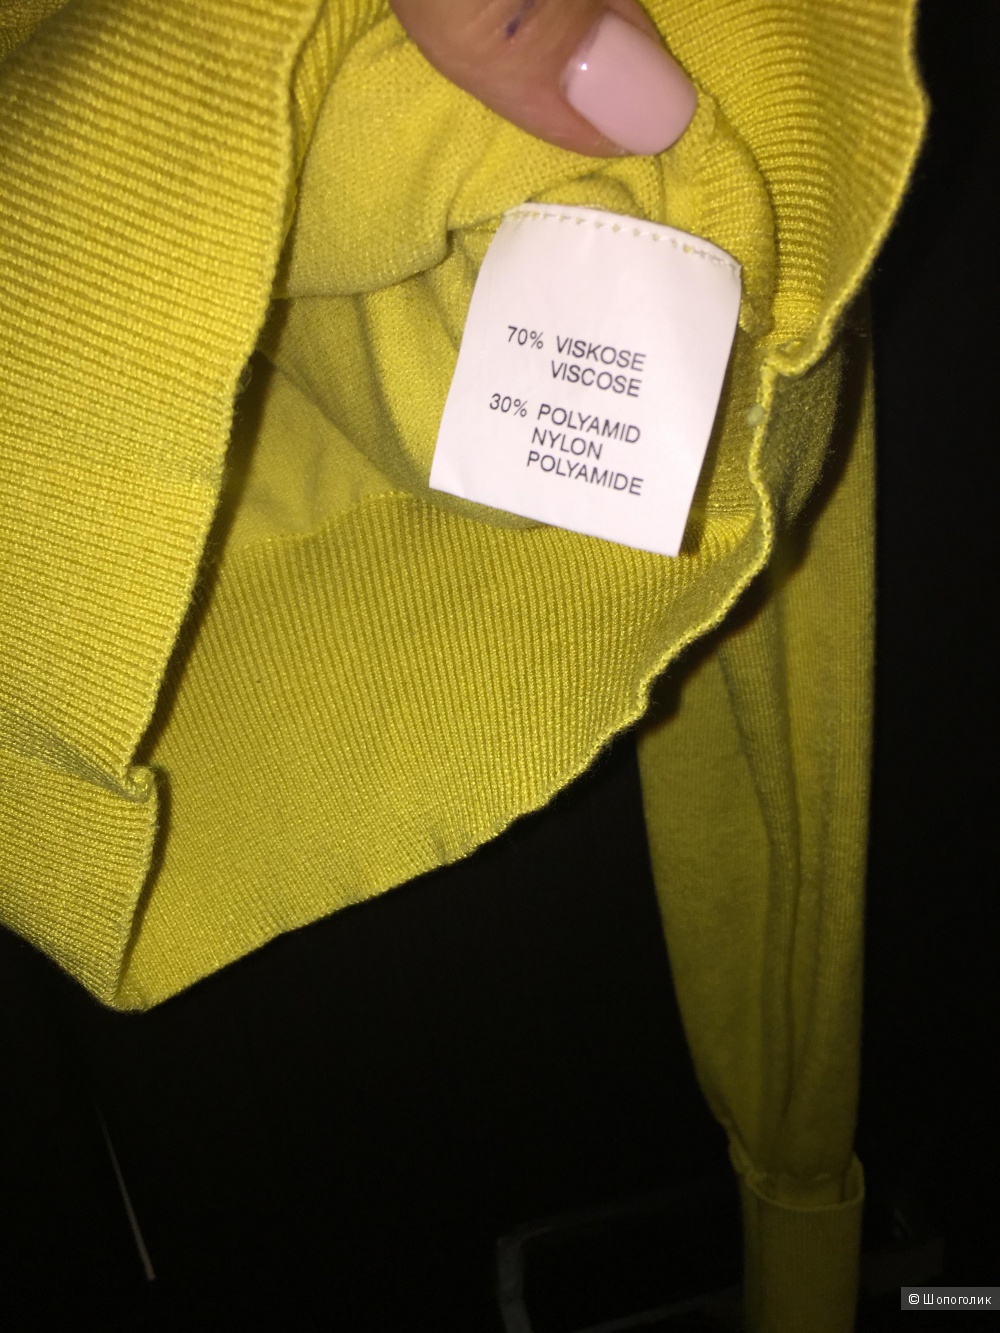 70% VISKOSE
VISCOSE
30% POLYAMID
NYLON
POLYAMIDE
© Шопоголик